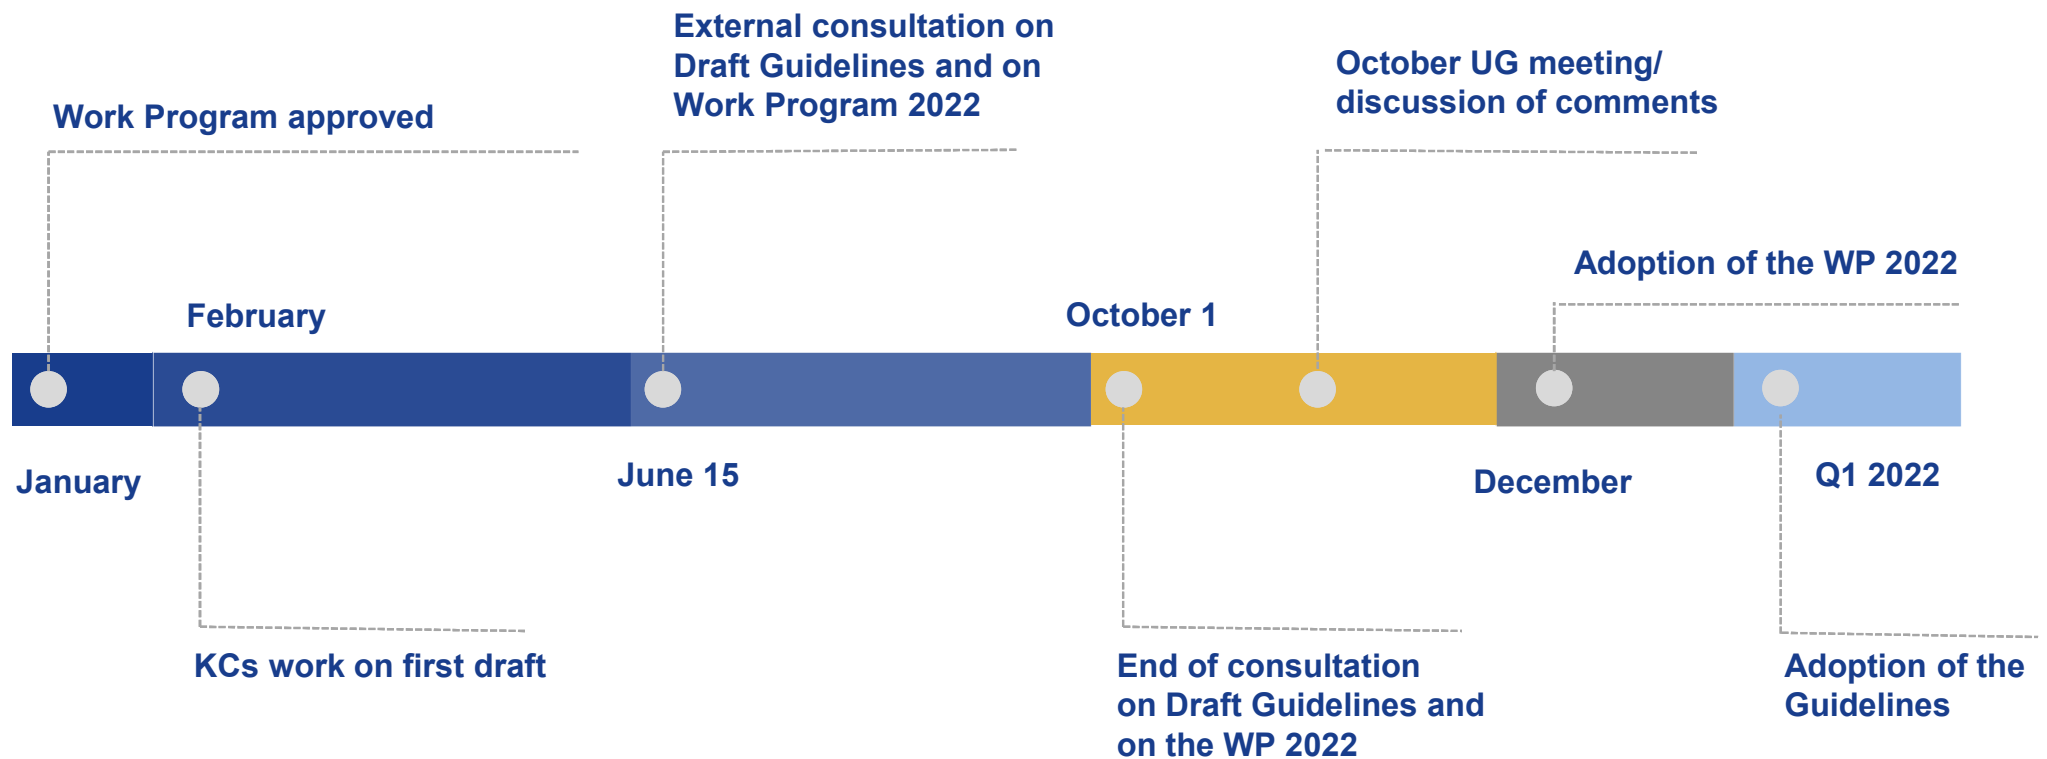 External consultation on
Draft Guidelines and on
Work Program 2022
October UG meeting/
discussion of comments
Work Program approved
Adoption of the WP 2022
February
October 1
January
June 15
December
Q1 2022
KCs work on first draft
End of consultation
on Draft Guidelines and
on the WP 2022
Adoption of the
Guidelines